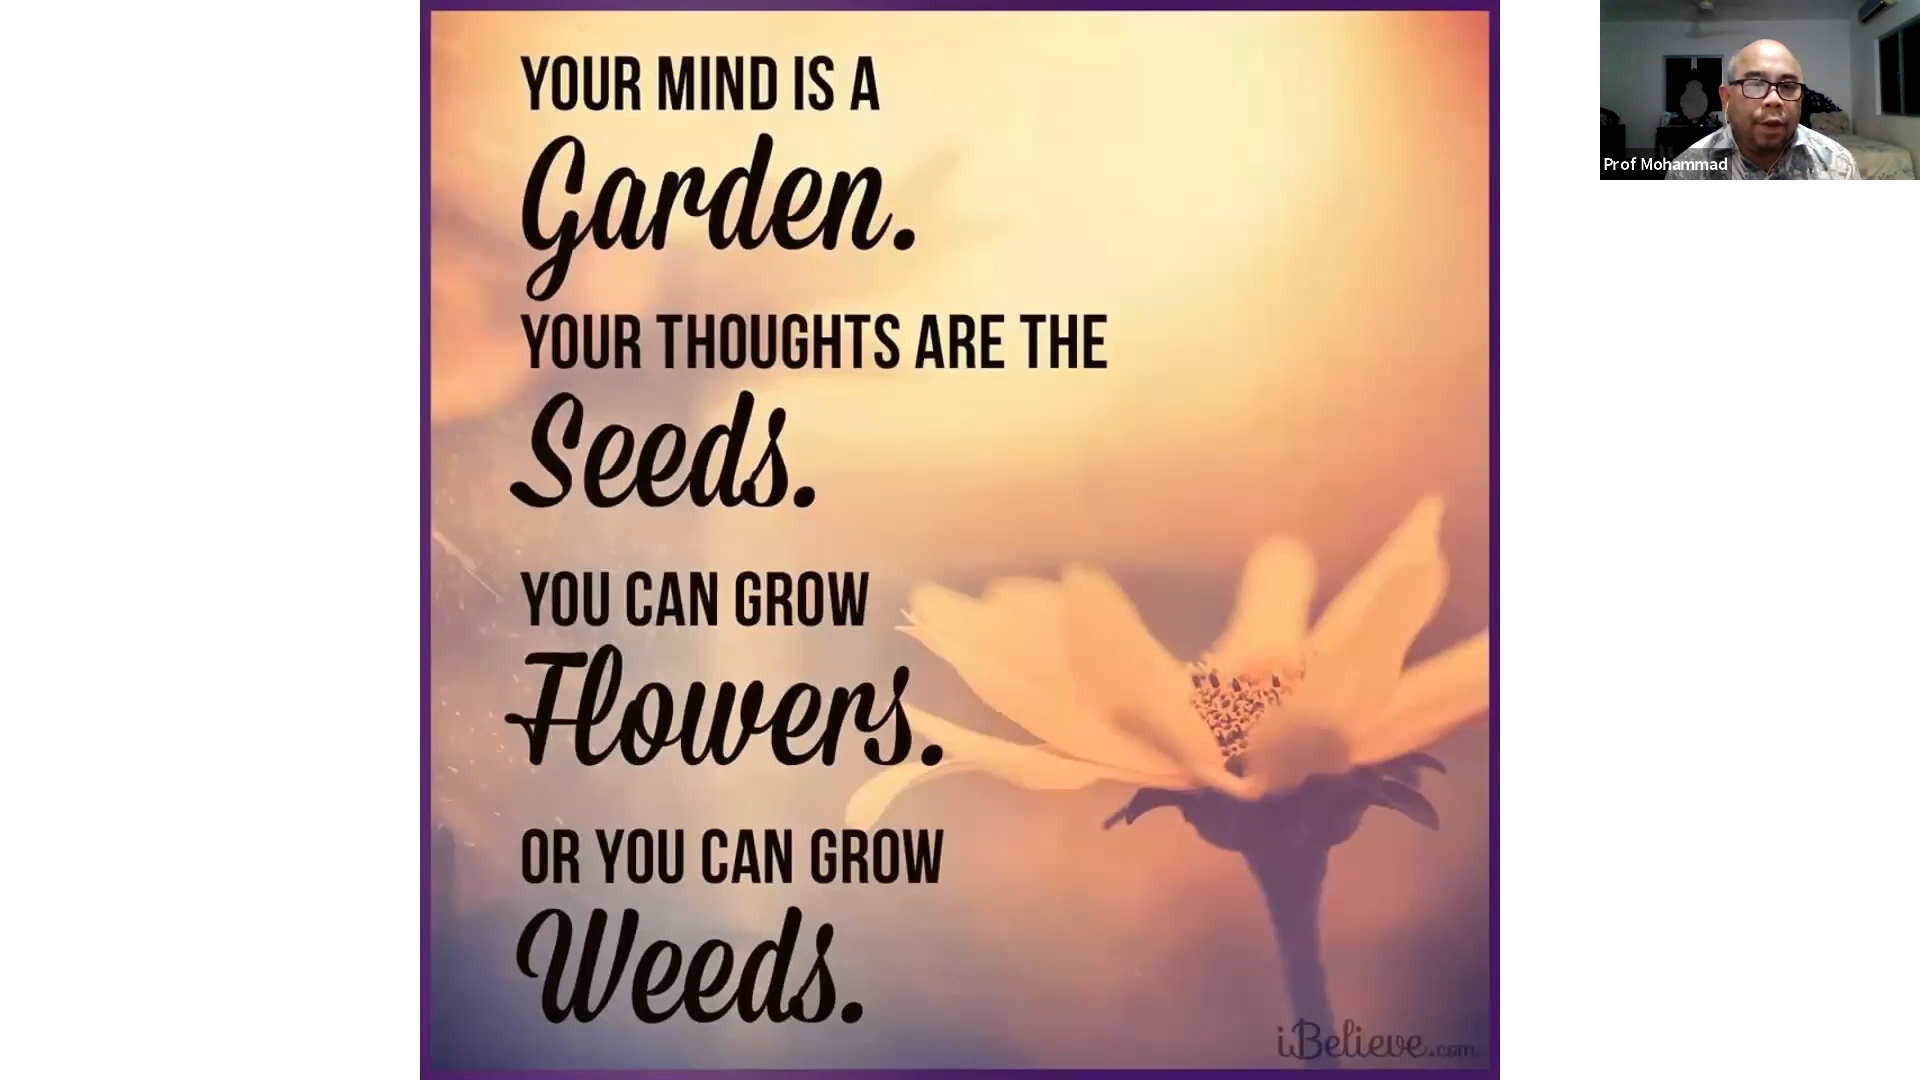 YOUR MIND IS A
Garden.
YOUR THOUGHTS ARE THE
Seeds.
YOU CAN GROW
Flowers.
OR YOU CAN GROW
Weeds.
iBelieve.com
Prof Mohammad